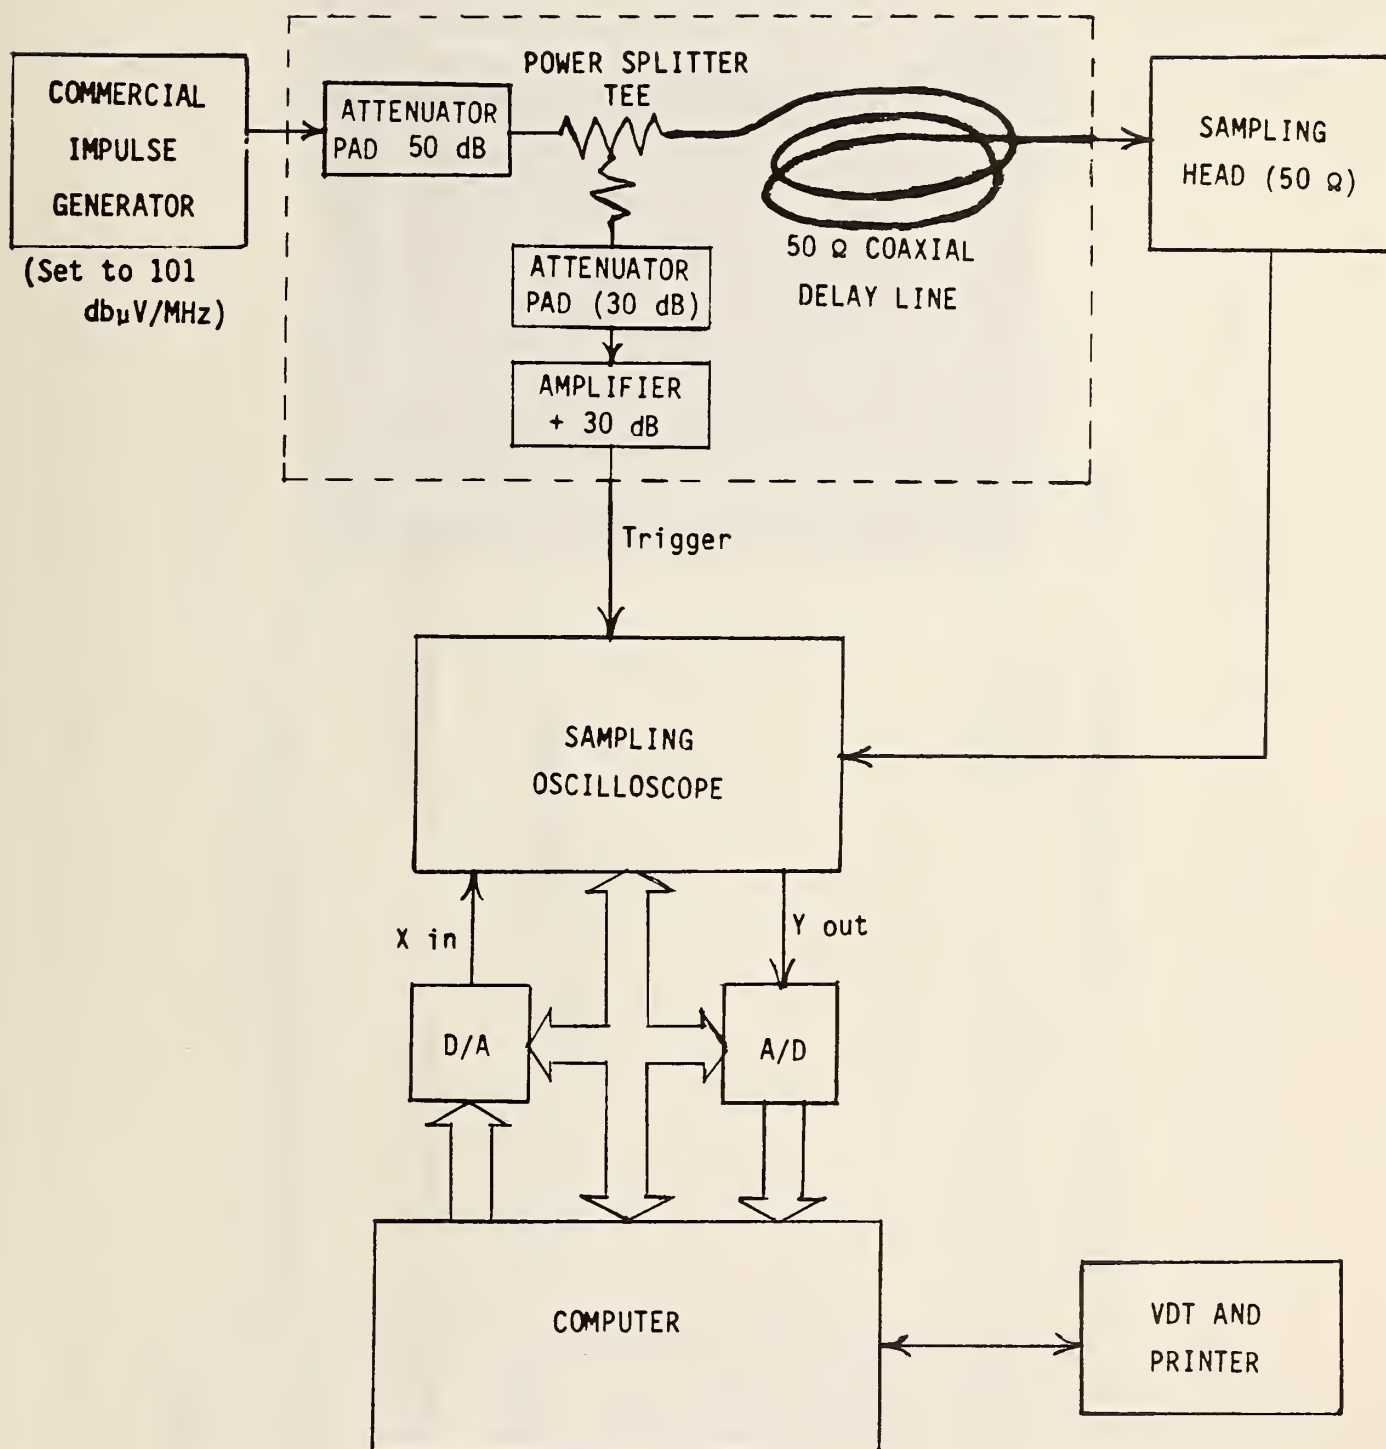 COMMERCIAL
IMPULSE
GENERATOR
(Set to 101
dbµV/MHz)
ATTENUATOR
PAD 50 dB
POWER SPLITTER
TEE
ATTENUATOR
PAD (30 dB)
AMPLIFIER
+ 30 dB
50 Ω COAXIAL
DELAY LINE
SAMPLING
HEAD (50 Ω)
Trigger
SAMPLING
OSCILLOSCOPE
X in
Y out
D/A
A/D
COMPUTER
VDT AND
PRINTER